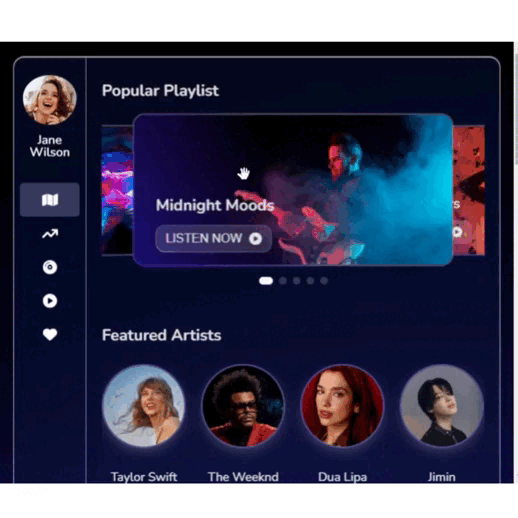 Jane
Wilson
Popular Playlist
Midnight Moods
LISTEN NOW
Featured Artists
Taylor Swift
The Weeknd
Dua Lipa
Jimin